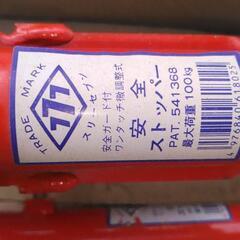 TRADE MARK
777
スリーセブン
安全ガード付
ワンタッチ微調整式
安全
ストッパー
PAT. 541368
最大荷重 100kg